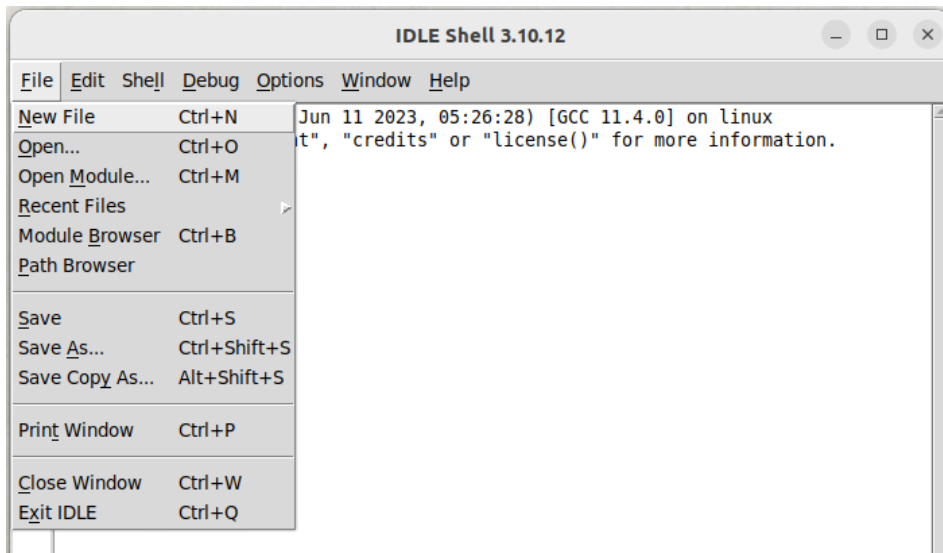 IDLE Shell 3.10.12
File Edit Shell Debug Options Window Help
New File Ctrl+N Jun 11 2023, 05:26:28) [GCC 11.4.0] on linux
Open... Ctrl+O t", "credits" or "license()" for more information.
Open Module... Ctrl+M
Recent Files
Module Browser Ctrl+B
Path Browser
Save Ctrl+S
Save As... Ctrl+Shift+S
Save Copy As... Alt+Shift+S
Print Window Ctrl+P
Close Window Ctrl+W
Exit IDLE Ctrl+Q